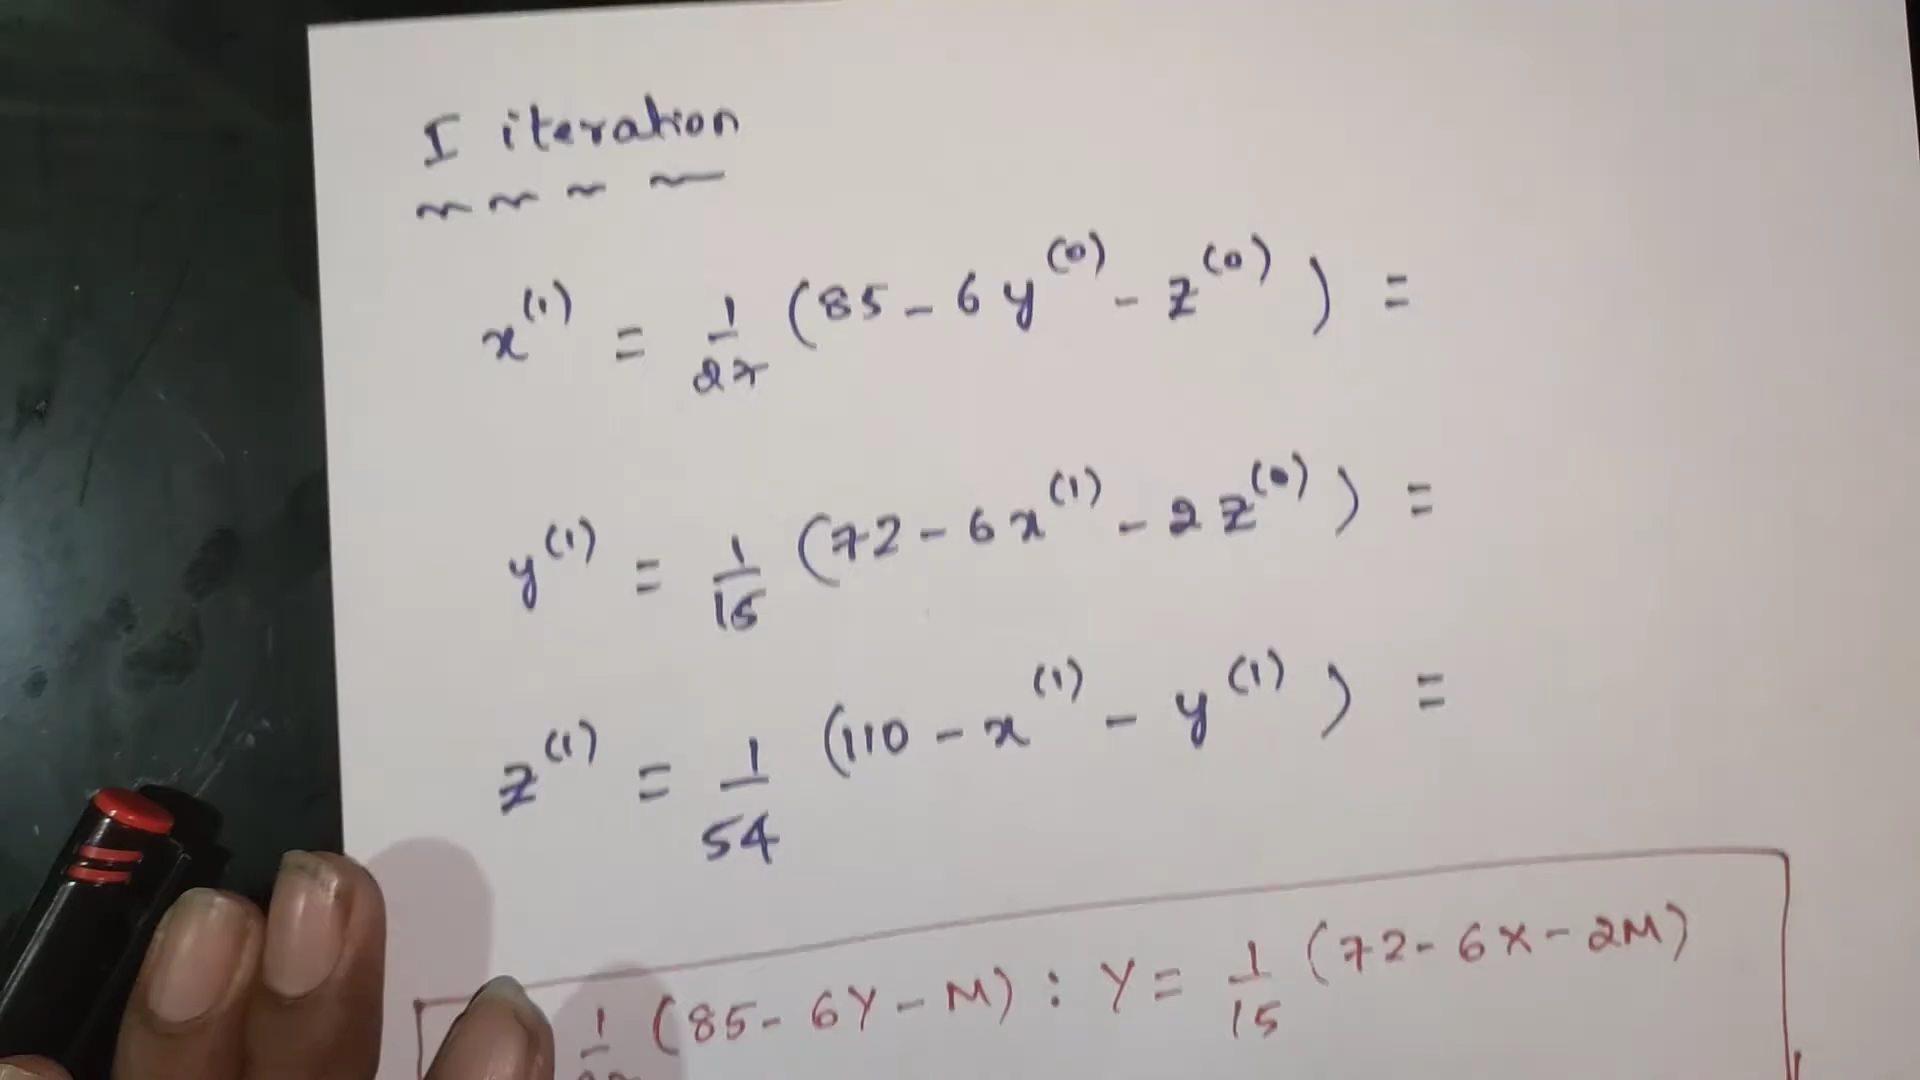 I iteration
x^(1) = 1/27 (85 - 6y^(0) - z^(0)) =
y^(1) = 1/15 (72 - 6x^(1) - 2z^(0)) =
z^(1) = 1/54 (110 - x^(1) - y^(1)) =
1 (85 - 6Y - M) : Y = 1/15 (72 - 6X - 2M)